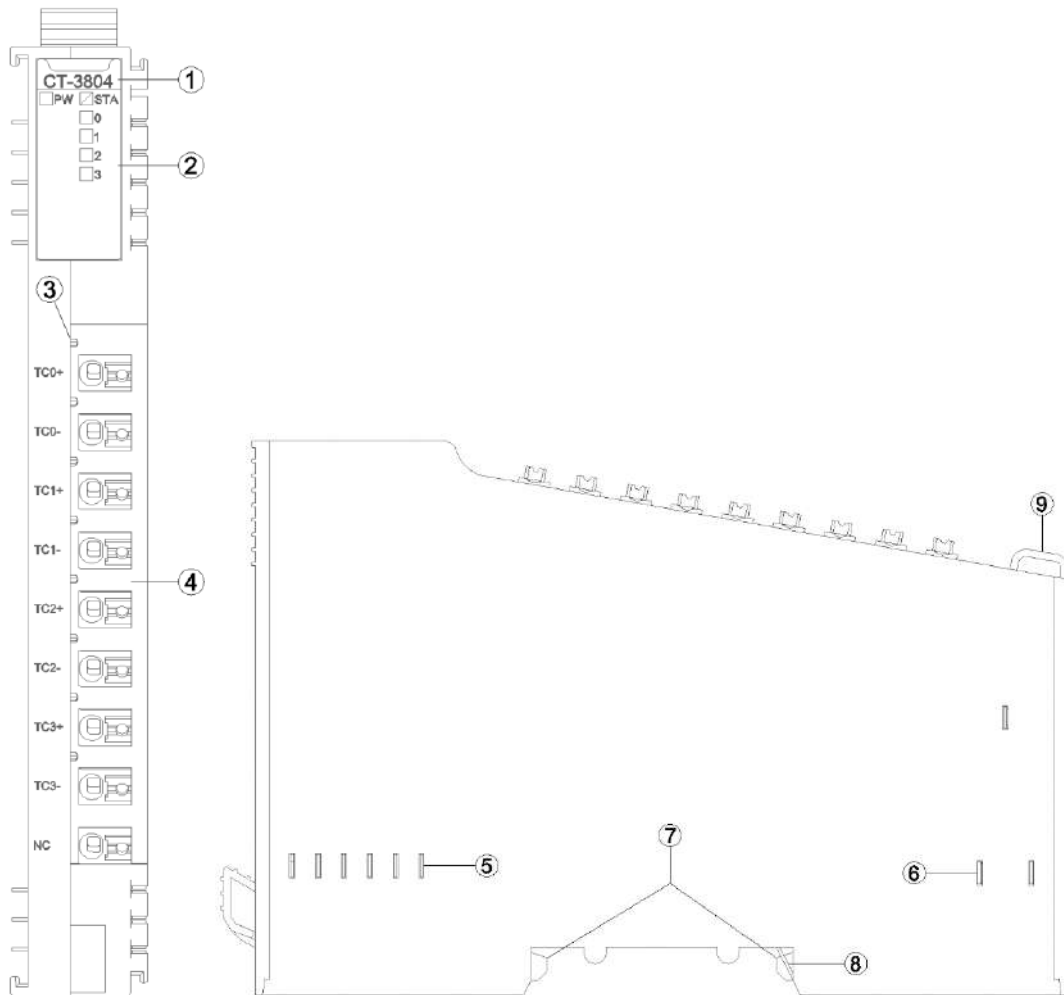 CT-3804
PW STA
0
1
2
3
TC0+
TC0-
TC1+
TC1-
TC2+
TC2-
TC3+
TC3-
NC
1
2
3
4
5
6
7
8
9